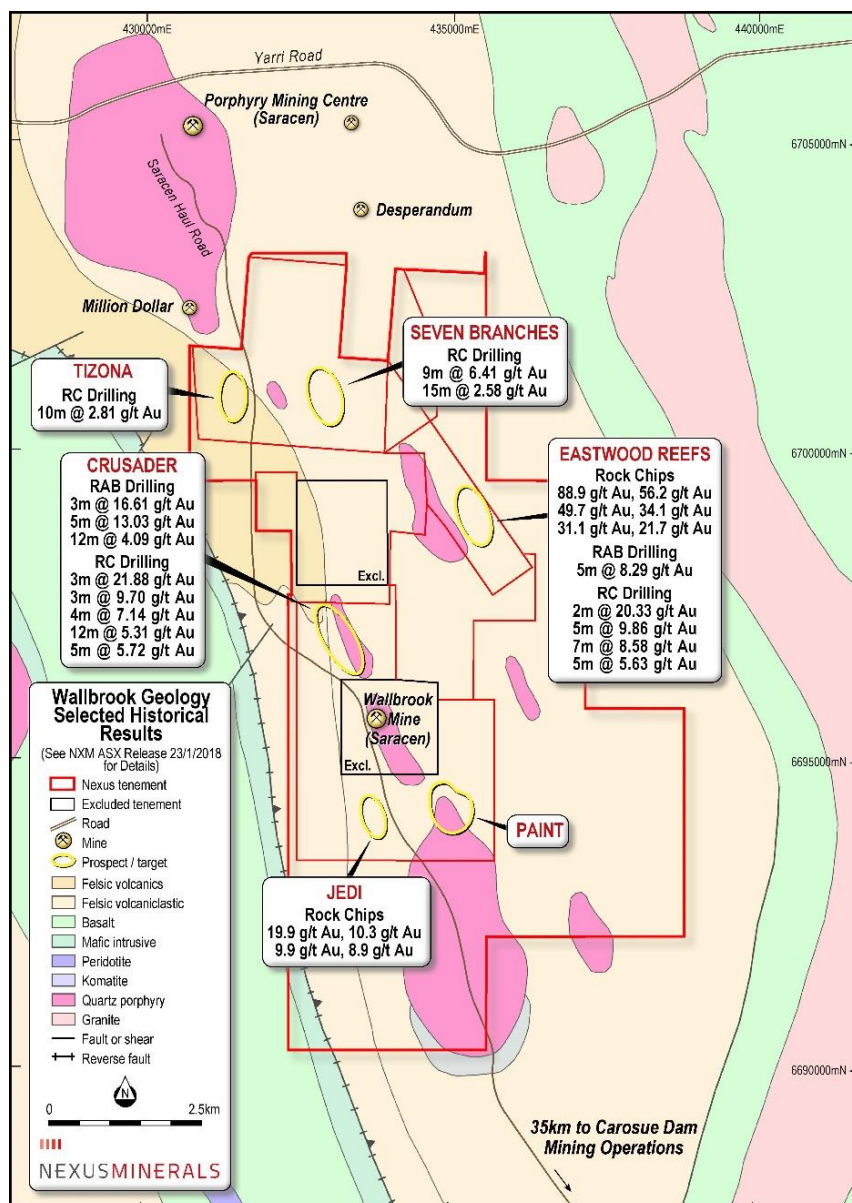 430000mE
435000mE
440000mE
Yarri Road
Porphyry Mining Centre
(Saracen)
6705000mN
Saracen Haul Road
Desperandum
Million Dollar
SEVEN BRANCHES
RC Drilling
9m @ 6.41 g/t Au
15m @ 2.58 g/t Au
TIZONA
RC Drilling
10m @ 2.81 g/t Au
6700000mN
EASTWOOD REEFS
Rock Chips
88.9 g/t Au, 56.2 g/t Au
49.7 g/t Au, 34.1 g/t Au
31.1 g/t Au, 21.7 g/t Au
RAB Drilling
5m @ 8.29 g/t Au
RC Drilling
2m @ 20.33 g/t Au
5m @ 9.86 g/t Au
7m @ 8.58 g/t Au
5m @ 5.63 g/t Au
CRUSADER
RAB Drilling
3m @ 16.61 g/t Au
5m @ 13.03 g/t Au
12m @ 4.09 g/t Au
RC Drilling
3m @ 21.88 g/t Au
3m @ 9.70 g/t Au
4m @ 7.14 g/t Au
12m @ 5.31 g/t Au
5m @ 5.72 g/t Au
Excl.
Wallbrook
Mine
(Saracen)
Excl.
6695000mN
PAINT
JEDI
Rock Chips
19.9 g/t Au, 10.3 g/t Au
9.9 g/t Au, 8.9 g/t Au
6690000mN
35km to Carosue Dam
Mining Operations
Wallbrook Geology
Selected Historical
Results
(See NXM ASX Release 23/1/2018
for Details)
Nexus tenement
Excluded tenement
Road
Mine
Prospect / target
Felsic volcanics
Felsic volcaniclastic
Basalt
Mafic intrusive
Peridotite
Komatite
Quartz porphyry
Granite
Fault or shear
Reverse fault
N
0 2.5km
NEXUSMINERALS